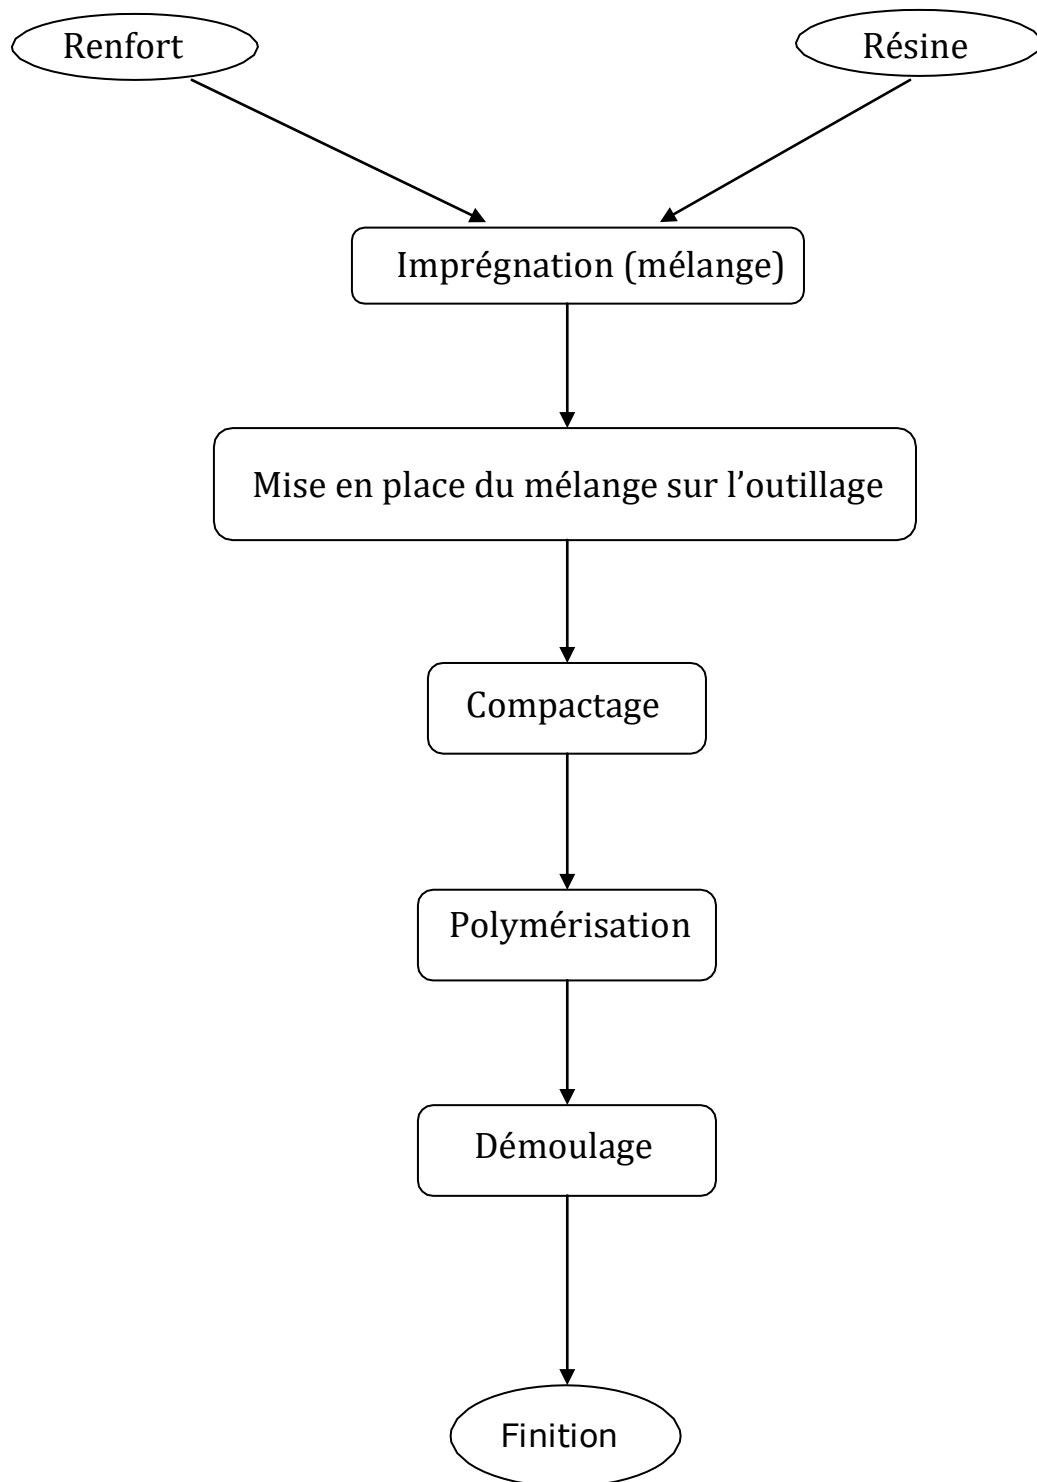 Renfort
Résine
Imprégnation (mélange)
Mise en place du mélange sur l’outillage
Compactage
Polymérisation
Démoulage
Finition